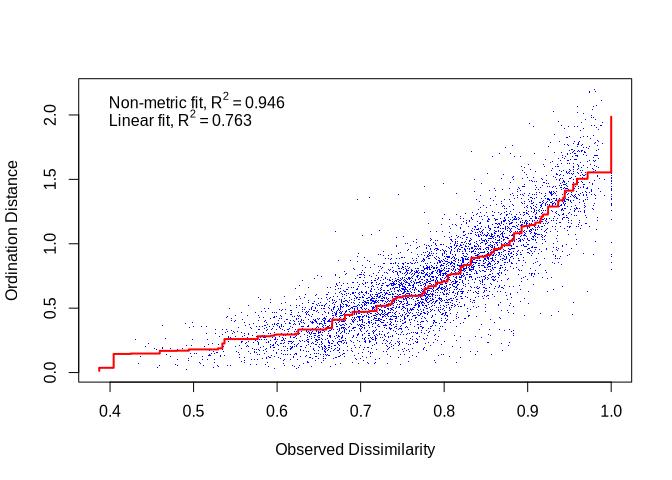 Non-metric fit, R² = 0.946
Linear fit, R² = 0.763
Ordination Distance
2.0
1.5
1.0
0.5
0.0
0.4 0.5 0.6 0.7 0.8 0.9 1.0
Observed Dissimilarity